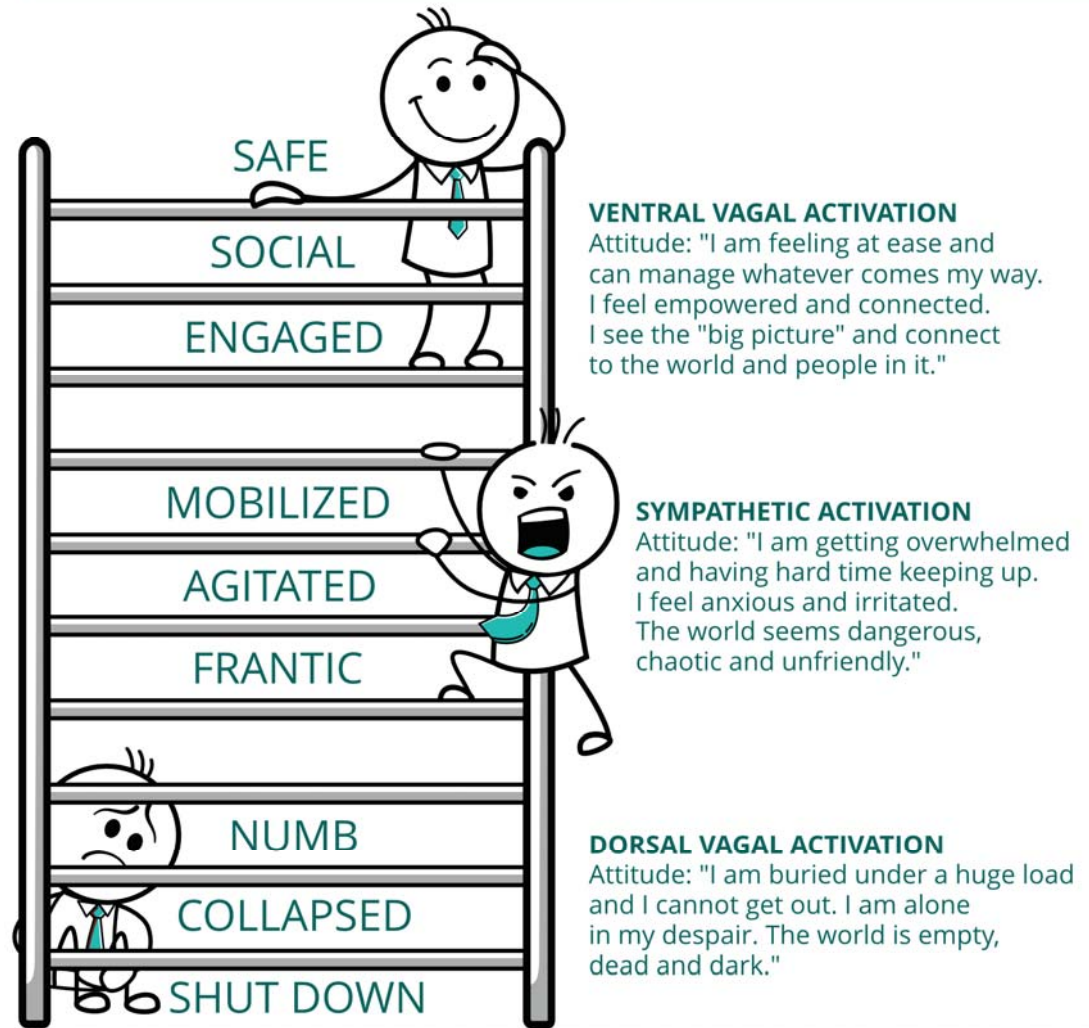 SAFE
SOCIAL
ENGAGED
VENTRAL VAGAL ACTIVATION
Attitude: "I am feeling at ease and
can manage whatever comes my way.
I feel empowered and connected.
I see the "big picture" and connect
to the world and people in it."
MOBILIZED
AGITATED
FRANTIC
SYMPATHETIC ACTIVATION
Attitude: "I am getting overwhelmed
and having hard time keeping up.
I feel anxious and irritated.
The world seems dangerous,
chaotic and unfriendly."
NUMB
COLLAPSED
SHUT DOWN
DORSAL VAGAL ACTIVATION
Attitude: "I am buried under a huge load
and I cannot get out. I am alone
in my despair. The world is empty,
dead and dark."